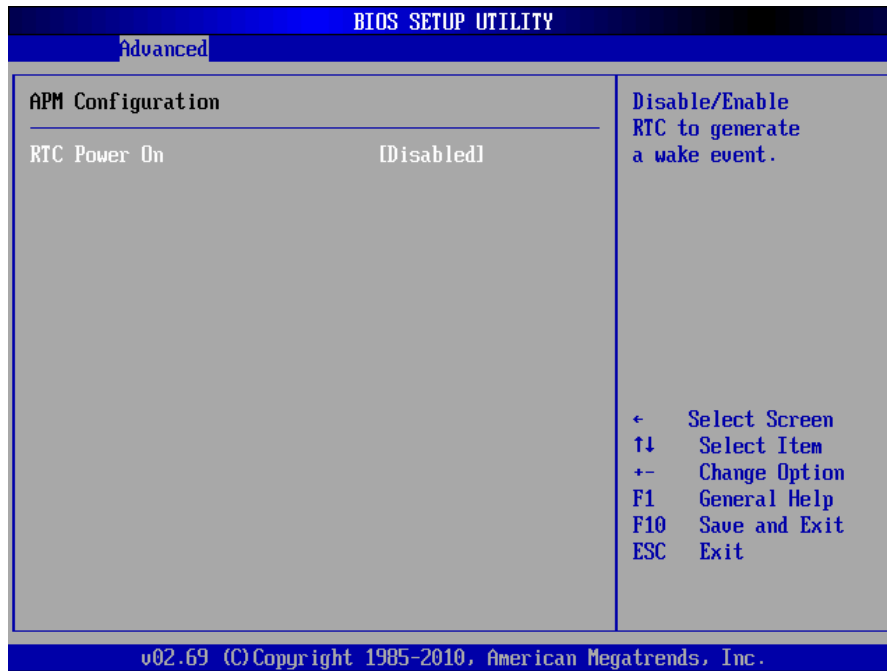 BIOS SETUP UTILITY
Advanced
APM Configuration
RTC Power On [Disabled]
Disable/Enable
RTC to generate
a wake event.
← Select Screen
↑↓ Select Item
+- Change Option
F1 General Help
F10 Save and Exit
ESC Exit
v02.69 (C)Copyright 1985-2010, American Megatrends, Inc.